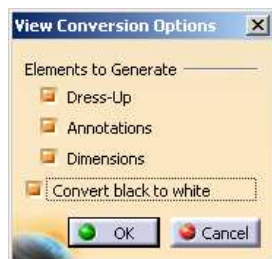 View Conversion Options
Elements to Generate
Dress-Up
Annotations
Dimensions
Convert black to white
OK Cancel